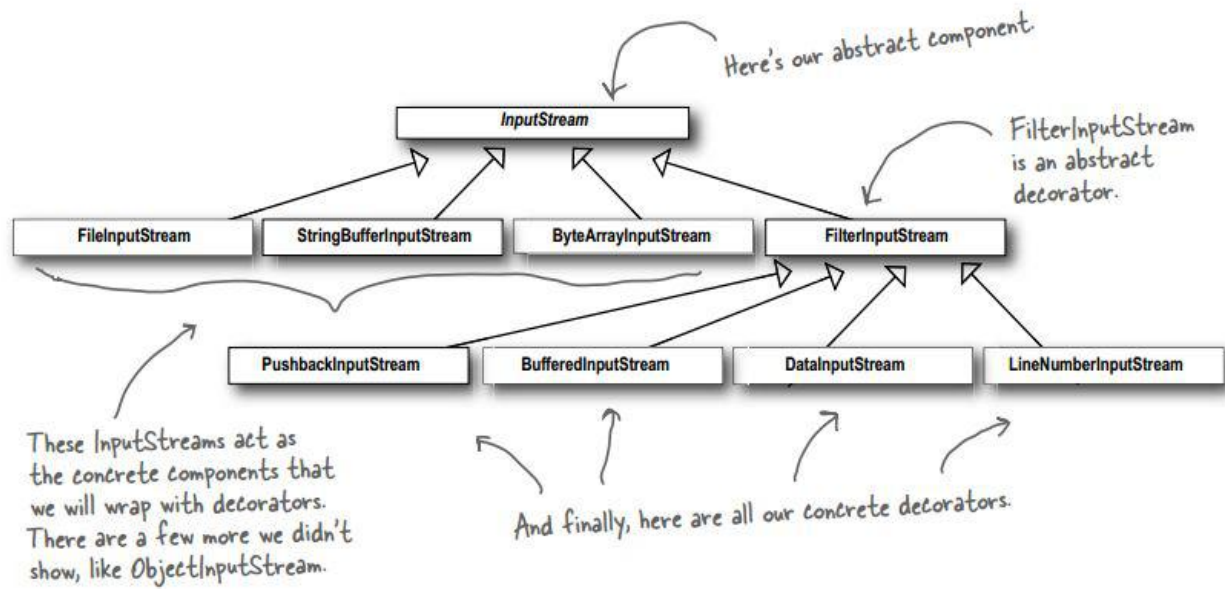 Here's our abstract component.
InputStream
FilterInputStream
is an abstract
decorator.
FileInputStream
StringBufferInputStream
ByteArrayInputStream
FilterInputStream
PushbackInputStream
BufferedInputStream
DataInputStream
LineNumberInputStream
These InputStreams act as
the concrete components that
we will wrap with decorators.
There are a few more we didn't
show, like ObjectInputStream.
And finally, here are all our concrete decorators.